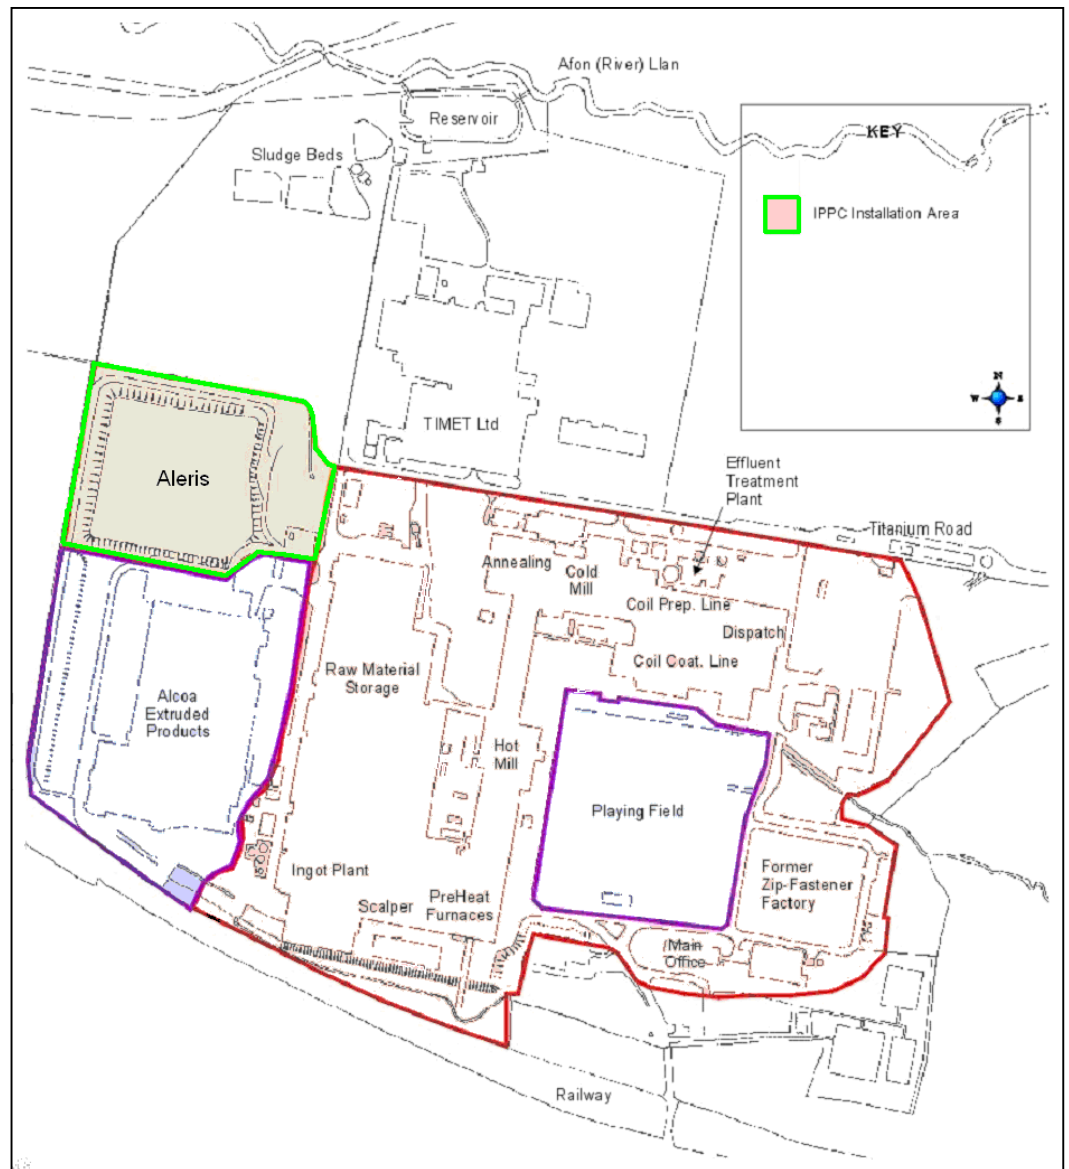 Afon (River) Llan
Reservoir
KEY
Sludge Beds
IPPC Installation Area
N
W
E
S
TIMET Ltd
Effluent
Treatment
Plant
Aleris
Titanium Road
Annealing
Cold
Mill
Coil Prep. Line
Dispatch
Coil Coat. Line
Raw Material
Storage
Alcoa
Extruded
Products
Hot
Mill
Playing Field
Ingot Plant
Former
Zip-Fastener
Factory
PreHeat
Furnaces
Scalper
Main
Office
Railway